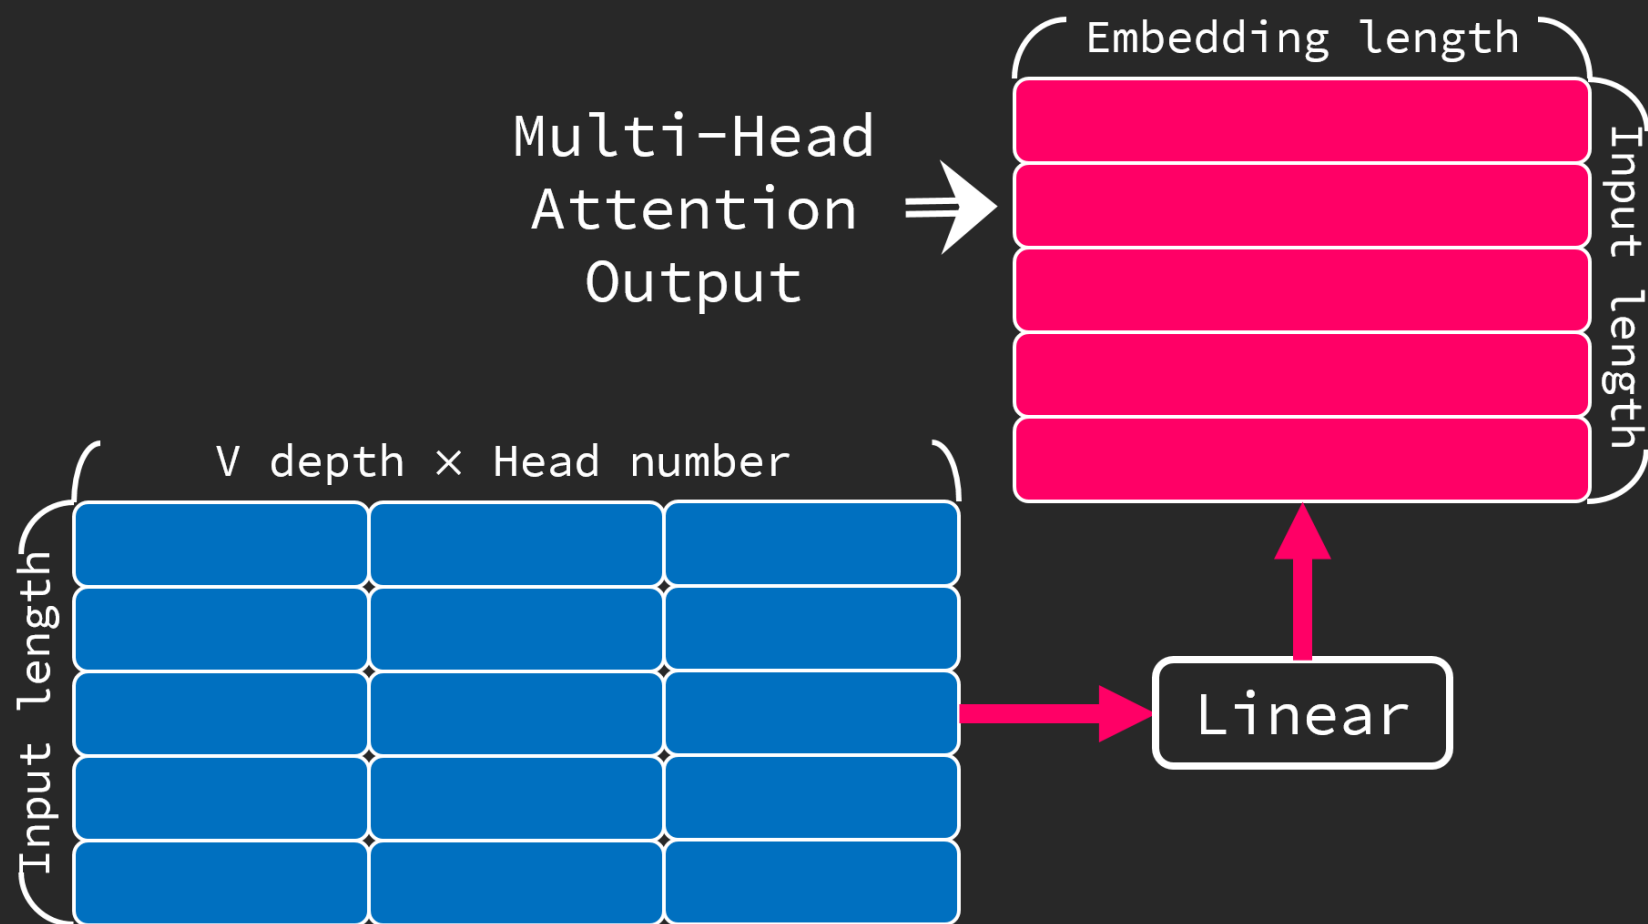 Embedding length
Multi-Head
Attention
Output
Input length
V depth × Head number
Input length
Linear